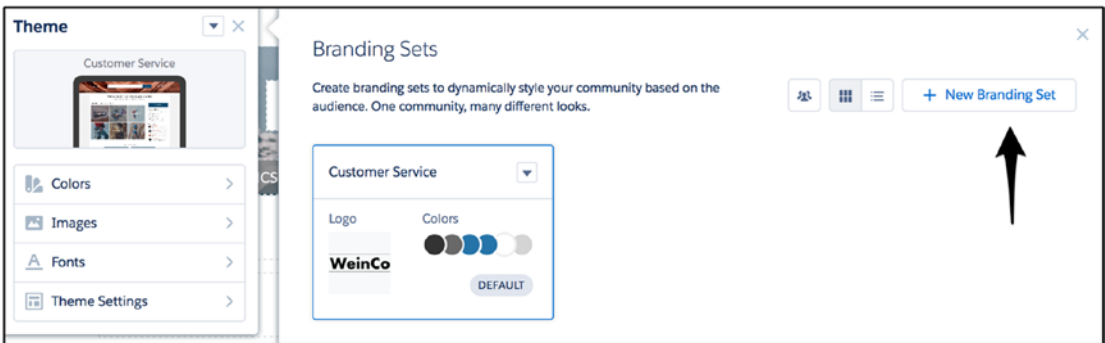 Theme
Customer Service
Colors
Images
Fonts
Theme Settings
CS
Branding Sets
Create branding sets to dynamically style your community based on the
audience. One community, many different looks.
+ New Branding Set
Customer Service
Logo
Colors
WeinCo
DEFAULT